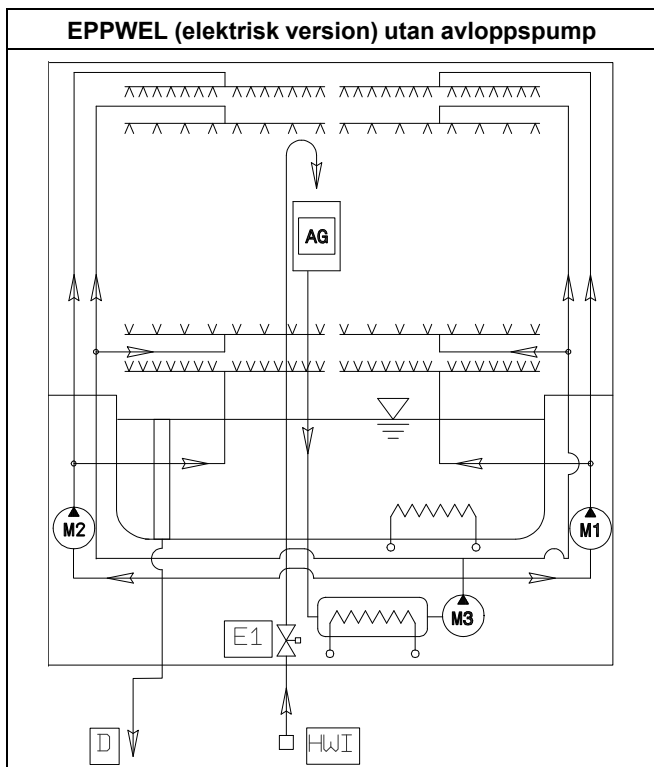 EPPWEL (elektrisk version) utan avloppspump
AG
M2
M1
M3
E1
D
HWI